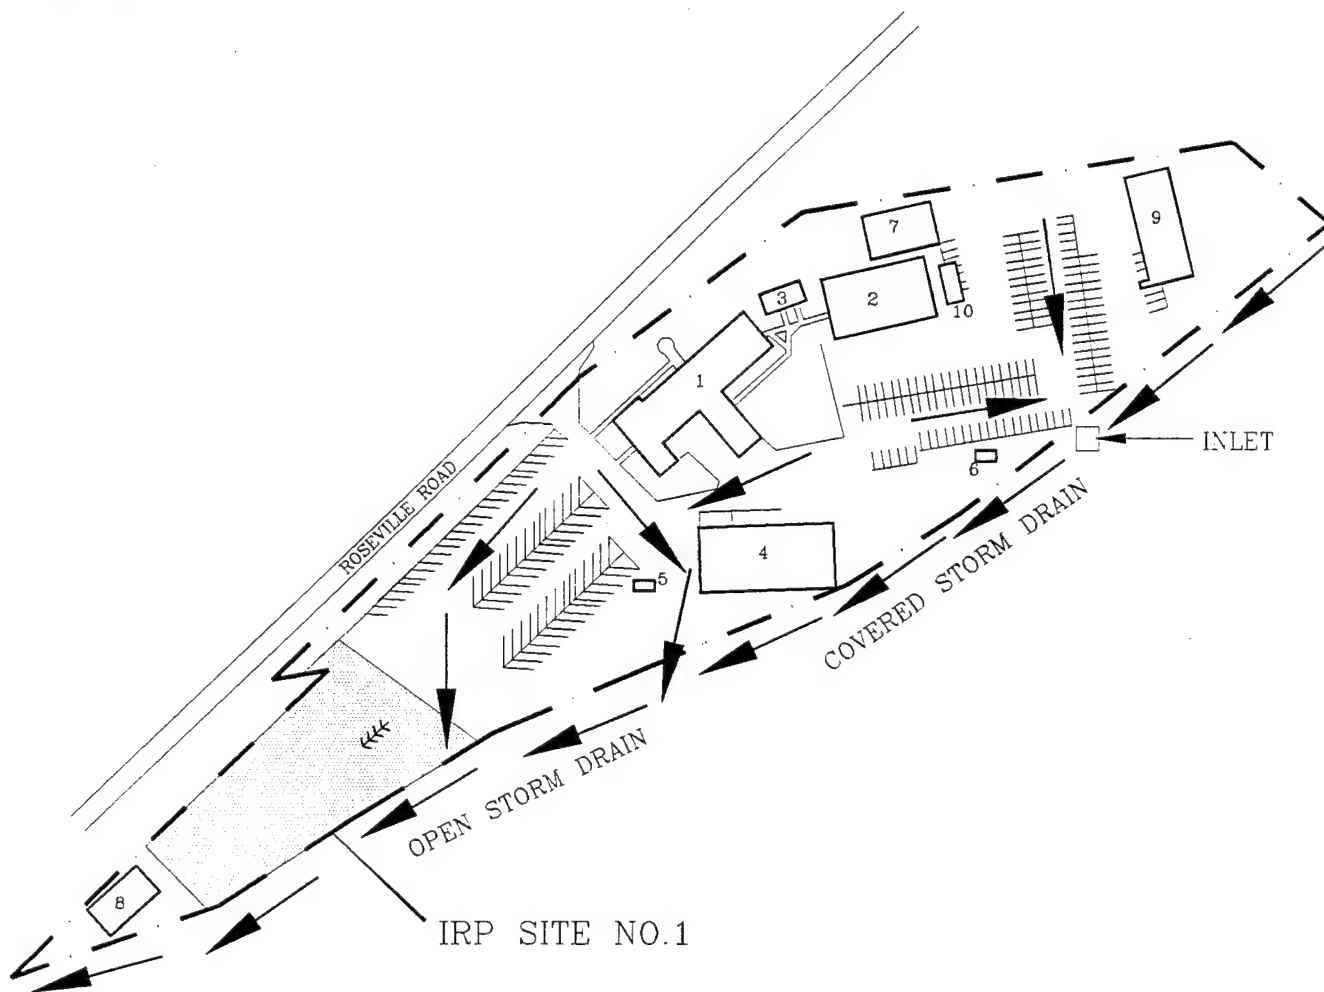 9
7
3
2
10
1
INLET
6
ROSEVILLE ROAD
4
5
COVERED STORM DRAIN
OPEN STORM DRAIN
8
IRP SITE NO.1